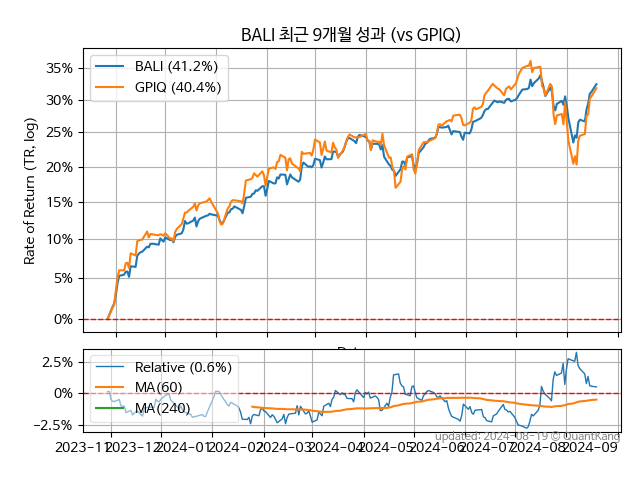 BALI 최근 9개월 성과 (vs GPIQ)
Rate of Return (TR, log)
35%
30%
25%
20%
15%
10%
5%
0%
BALI (41.2%)
GPIQ (40.4%)
2.5%
0%
−2.5%
Relative (0.6%)
MA(60)
MA(240)
2023-11
2023-12
2024-01
2024-02
2024-03
2024-04
2024-05
2024-06
2024-07
2024-08
2024-09
updated: 2024-08-19 © QuantKang